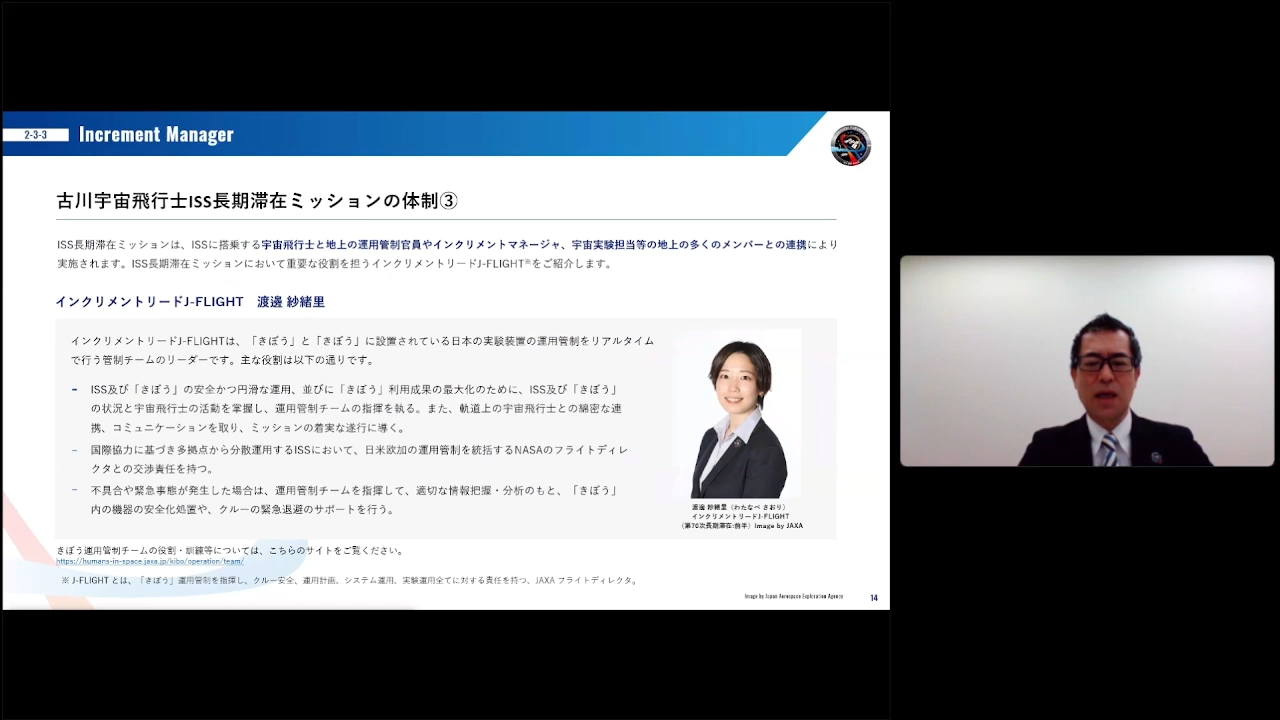 2-3-3
Increment Manager
古川宇宙飛行士ISS長期滞在ミッションの体制③
ISS長期滞在ミッションは、ISSに搭乗する宇宙飛行士と地上の運用管制官員やインクリメントマネージャ、宇宙実験担当等の地上の多くのメンバーとの連携により
実施されます。ISS長期滞在ミッションにおいて重要な役割を担うインクリメントリードJ-FLIGHT※をご紹介します。
インクリメントリードJ-FLIGHT 渡邊 紗緒里
インクリメントリードJ-FLIGHTは、「きぼう」と「きぼう」に設置されている日本の実験装置の運用管制をリアルタイム
で行う管制チームのリーダーです。主な役割は以下の通りです。
- ISS及び「きぼう」の安全かつ円滑な運用、並びに「きぼう」利用成果の最大化のために、ISS及び「きぼう」
の状況と宇宙飛行士の活動を掌握し、運用管制チームの指揮を執る。また、軌道上の宇宙飛行士との綿密な連
携、コミュニケーションを取り、ミッションの着実な遂行に導く。
- 国際協力に基づき多拠点から分散運用するISSにおいて、日米欧加の運用管制を統括するNASAのフライトディレ
クタとの交渉責任を持つ。
- 不具合や緊急事態が発生した場合は、運用管制チームを指揮して、適切な情報把握・分析のもと、「きぼう」
内の機器の安全化処置や、クルーの緊急退避のサポートを行う。
渡邊 紗緒里（わたなべ さおり）
インクリメントリードJ-FLIGHT
（第70次長期滞在:前半）Image by JAXA
きぼう運用管制チームの役割・訓練等については、こちらのサイトをご覧ください。
https://humans-in-space.jaxa.jp/kibo/operation/team/
※ J-FLIGHT とは、「きぼう」運用管制を指揮し、クルー安全、運用計画、システム運用、実験運用全てに対する責任を持つ、JAXA フライトディレクタ。
Image by Japan Aerospace Exploration Agency
14